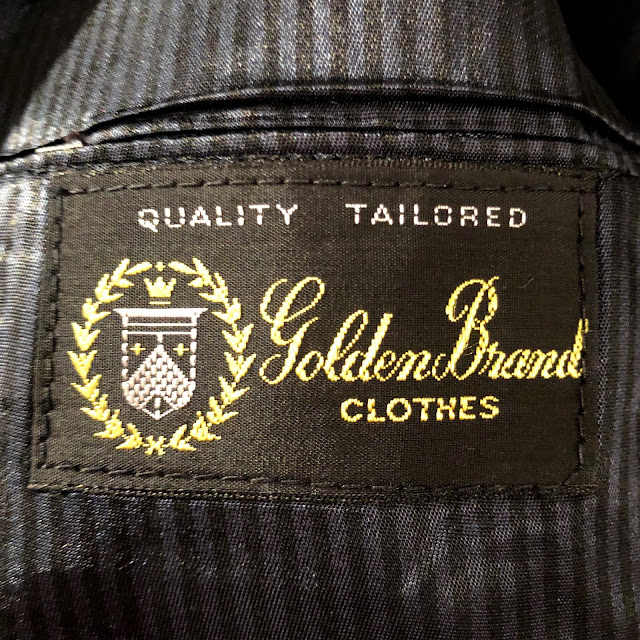 QUALITY TAILORED
Golden Brand
CLOTHES